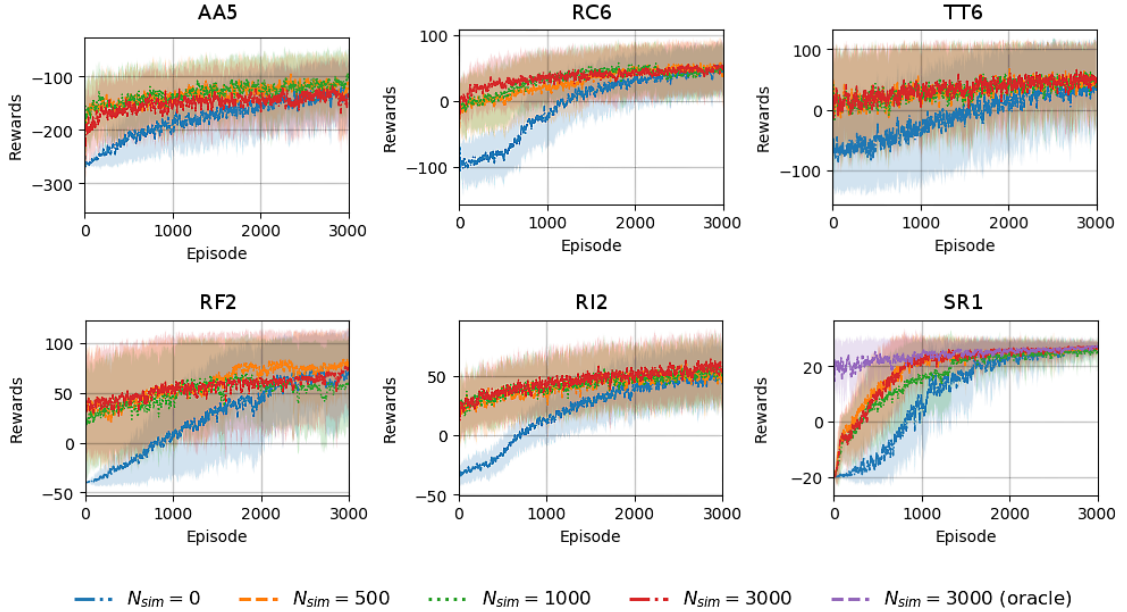 AA5 RC6 TT6
Rewards
−100
−200
−300
0 1000 2000 3000
Episode
Rewards
100
0
−100
0 1000 2000 3000
Episode
Rewards
100
0
−100
0 1000 2000 3000
Episode
RF2 RI2 SR1
Rewards
100
50
0
−50
0 1000 2000 3000
Episode
Rewards
50
0
−50
0 1000 2000 3000
Episode
Rewards
20
0
−20
0 1000 2000 3000
Episode
N_sim = 0 N_sim = 500 N_sim = 1000 N_sim = 3000 N_sim = 3000 (oracle)